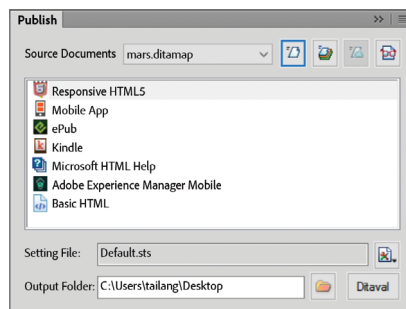 Publish
Source Documents mars.ditamap
Responsive HTML5
Mobile App
ePub
Kindle
Microsoft HTML Help
Adobe Experience Manager Mobile
Basic HTML
Setting File: Default.sts
Output Folder: C:\Users\tailang\Desktop Ditaval